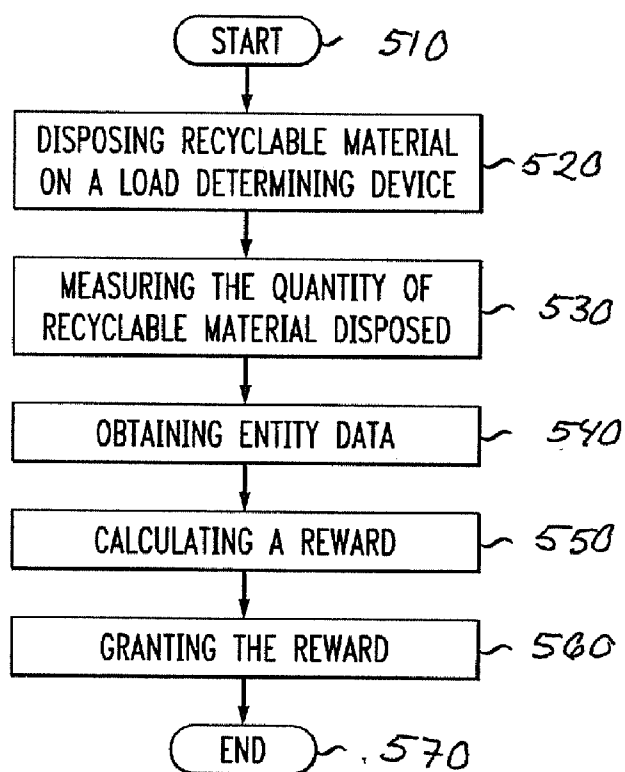 START 510
DISPOSING RECYCLABLE MATERIAL
ON A LOAD DETERMINING DEVICE 520
MEASURING THE QUANTITY OF
RECYCLABLE MATERIAL DISPOSED 530
OBTAINING ENTITY DATA 540
CALCULATING A REWARD 550
GRANTING THE REWARD 560
END 570